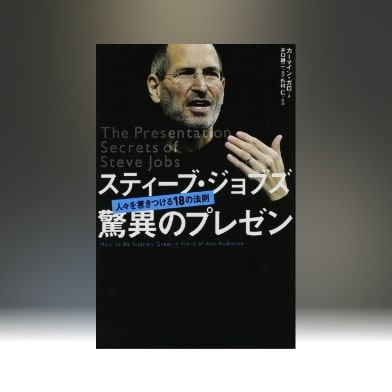 カーマイン・ガロ
The Presentation
Secrets of
Steve Jobs
スティーブ・ジョブズ
人々を惹きつける18の法則
驚異のプレゼン
How to Be Insanely Great in Front of Any Audience